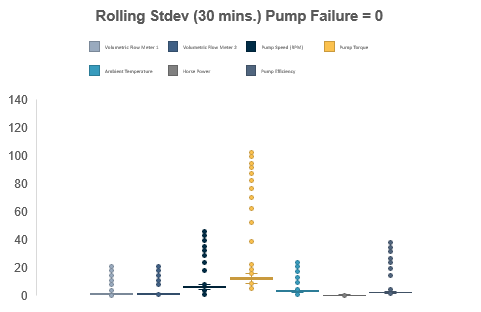 Rolling Stdev (30 mins.) Pump Failure = 0
Volumetric Flow Meter 1 Volumetric Flow Meter 2 Pump Speed (RPM) Pump Torque
Ambient Temperature Horse Power Pump Efficiency
140
120
100
80
60
40
20
0